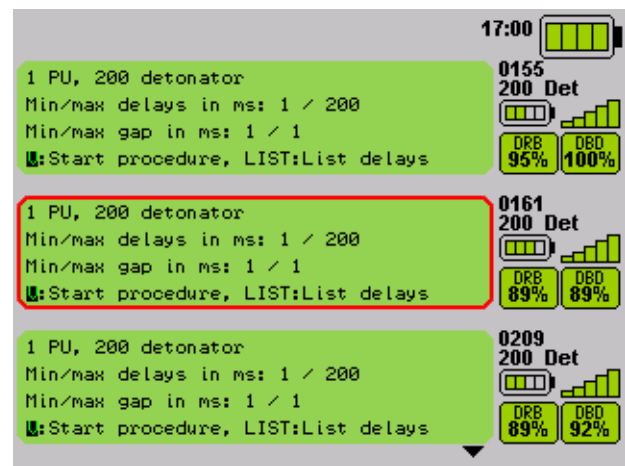 17:00
1 PU, 200 detonator
Min/max delays in ms: 1 / 200
Min/max gap in ms: 1 / 1
:Start procedure, LIST:List delays
0155
200 Det
DRB DBD
95% 100%
1 PU, 200 detonator
Min/max delays in ms: 1 / 200
Min/max gap in ms: 1 / 1
:Start procedure, LIST:List delays
0161
200 Det
DRB DBD
89% 89%
1 PU, 200 detonator
Min/max delays in ms: 1 / 200
Min/max gap in ms: 1 / 1
:Start procedure, LIST:List delays
0209
200 Det
DRB DBD
89% 92%